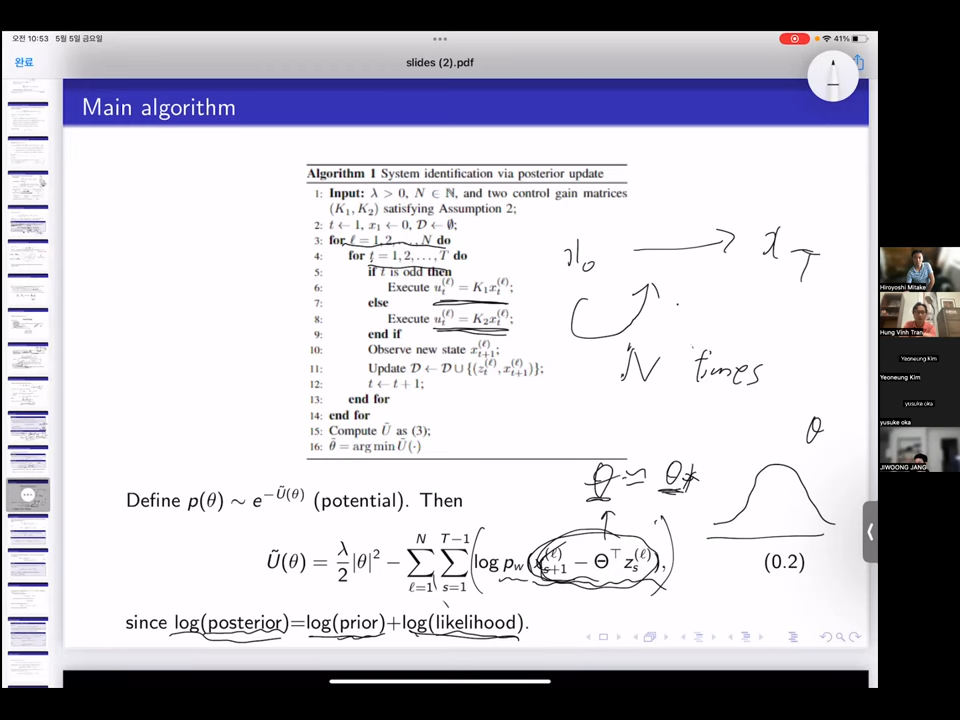 오전 10:53 5월 5일 금요일
41%
완료
slides (2).pdf
Main algorithm
Algorithm 1 System identification via posterior update
1: Input: λ > 0, N ∈ ℕ, and two control gain matrices
(K₁, K₂) satisfying Assumption 2;
2: t ← 1, x₁ ← 0, 𝒟 ← ∅;
3: for ℓ = 1, 2, ..., N do
4: for t = 1, 2, ..., T do
5: if t is odd then
6: Execute u_t^(ℓ) = K₁x_t^(ℓ);
7: else
8: Execute u_t^(ℓ) = K₂x_t^(ℓ);
9: end if
10: Observe new state x_{t+1}^(ℓ);
11: Update 𝒟 ← 𝒟 ∪ {(z_t^(ℓ), x_{t+1}^(ℓ))};
12: t ← t + 1;
13: end for
14: end for
15: Compute Ũ as (3);
16: θ̃ = arg min Ũ(·)
x₀ → x_T
N times
θ
θ ≃ θ*
Define p(θ) ∼ e^{−Ũ(θ)} (potential). Then
Ũ(θ) = λ/2 |θ|² − ∑_{ℓ=1}^{N} ∑_{s=1}^{T−1} (log p_w(x_{s+1}^(ℓ) − Θ^⊤ z_s^(ℓ)), (0.2)
since log(posterior)=log(prior)+log(likelihood).
Hiroyoshi Mitake
Hung Vinh Tran
Yeoneung Kim
Yeoneung Kim
yusuke oka
yusuke oka
JIWOONG JANG